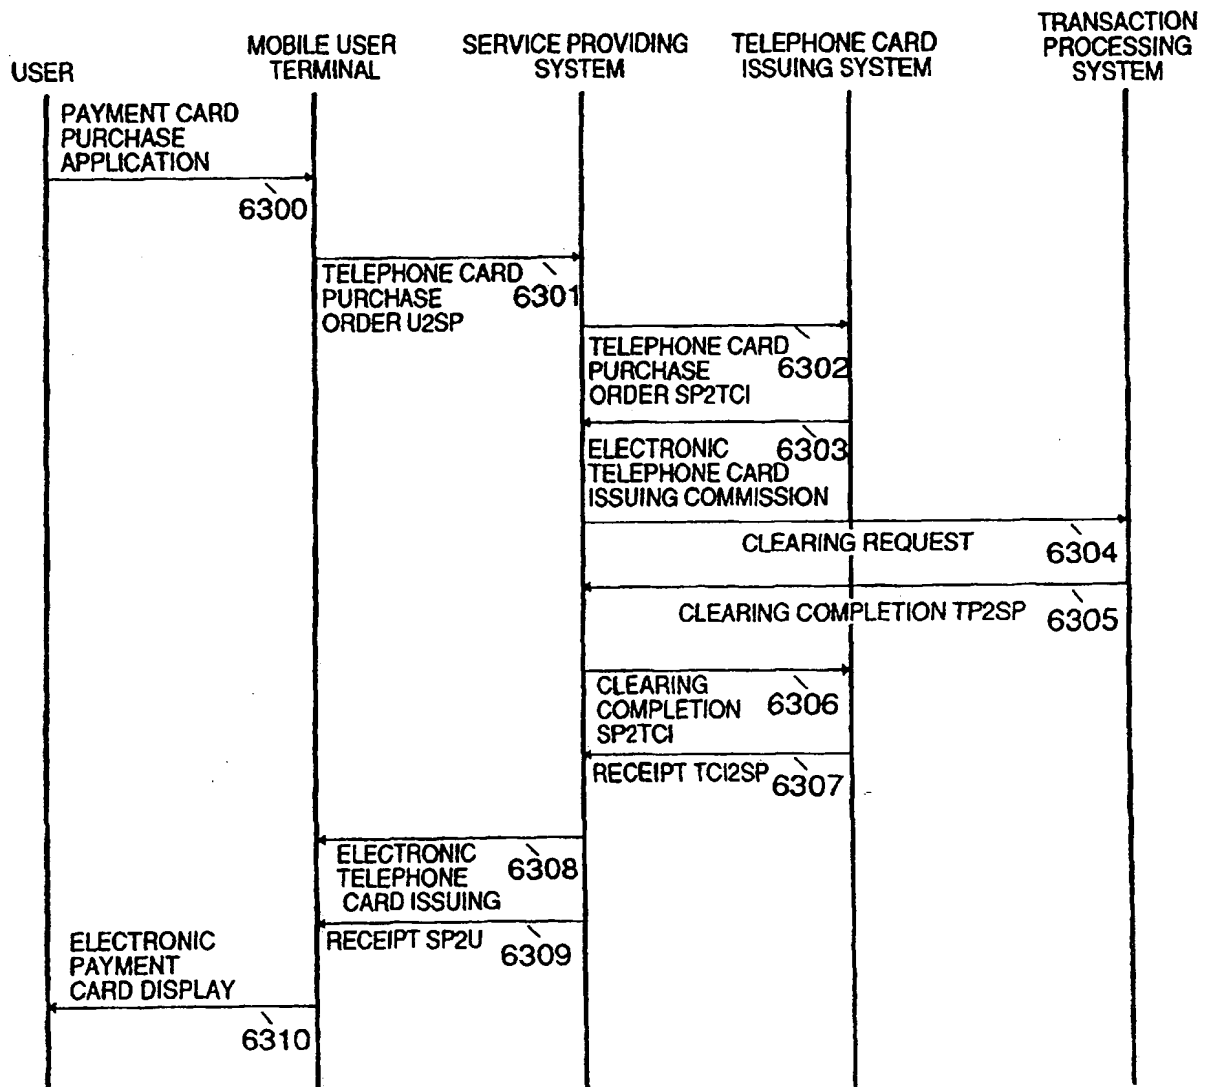 USER
MOBILE USER
TERMINAL
SERVICE PROVIDING
SYSTEM
TELEPHONE CARD
ISSUING SYSTEM
TRANSACTION
PROCESSING
SYSTEM
PAYMENT CARD
PURCHASE
APPLICATION
6300
TELEPHONE CARD
PURCHASE
ORDER U2SP
6301
TELEPHONE CARD
PURCHASE
ORDER SP2TCI
6302
ELECTRONIC
TELEPHONE CARD
ISSUING COMMISSION
6303
CLEARING REQUEST
6304
CLEARING COMPLETION TP2SP
6305
CLEARING
COMPLETION
SP2TCI
6306
RECEIPT TCI2SP
6307
ELECTRONIC
TELEPHONE
CARD ISSUING
6308
RECEIPT SP2U
6309
ELECTRONIC
PAYMENT
CARD DISPLAY
6310